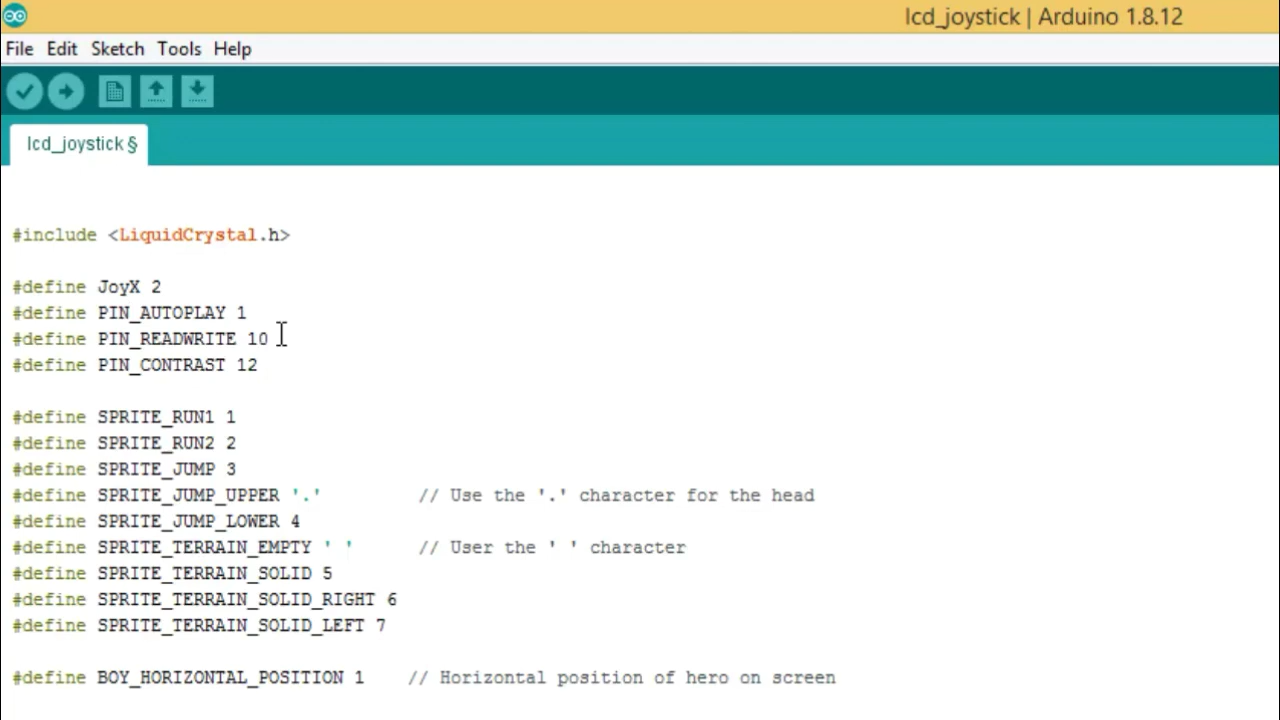 lcd_joystick | Arduino 1.8.12
File Edit Sketch Tools Help
lcd_joystick §
#include <LiquidCrystal.h>
#define JoyX 2
#define PIN_AUTOPLAY 1
#define PIN_READWRITE 10
#define PIN_CONTRAST 12
#define SPRITE_RUN1 1
#define SPRITE_RUN2 2
#define SPRITE_JUMP 3
#define SPRITE_JUMP_UPPER '.' // Use the '.' character for the head
#define SPRITE_JUMP_LOWER 4
#define SPRITE_TERRAIN_EMPTY ' ' // User the ' ' character
#define SPRITE_TERRAIN_SOLID 5
#define SPRITE_TERRAIN_SOLID_RIGHT 6
#define SPRITE_TERRAIN_SOLID_LEFT 7
#define BOY_HORIZONTAL_POSITION 1 // Horizontal position of hero on screen